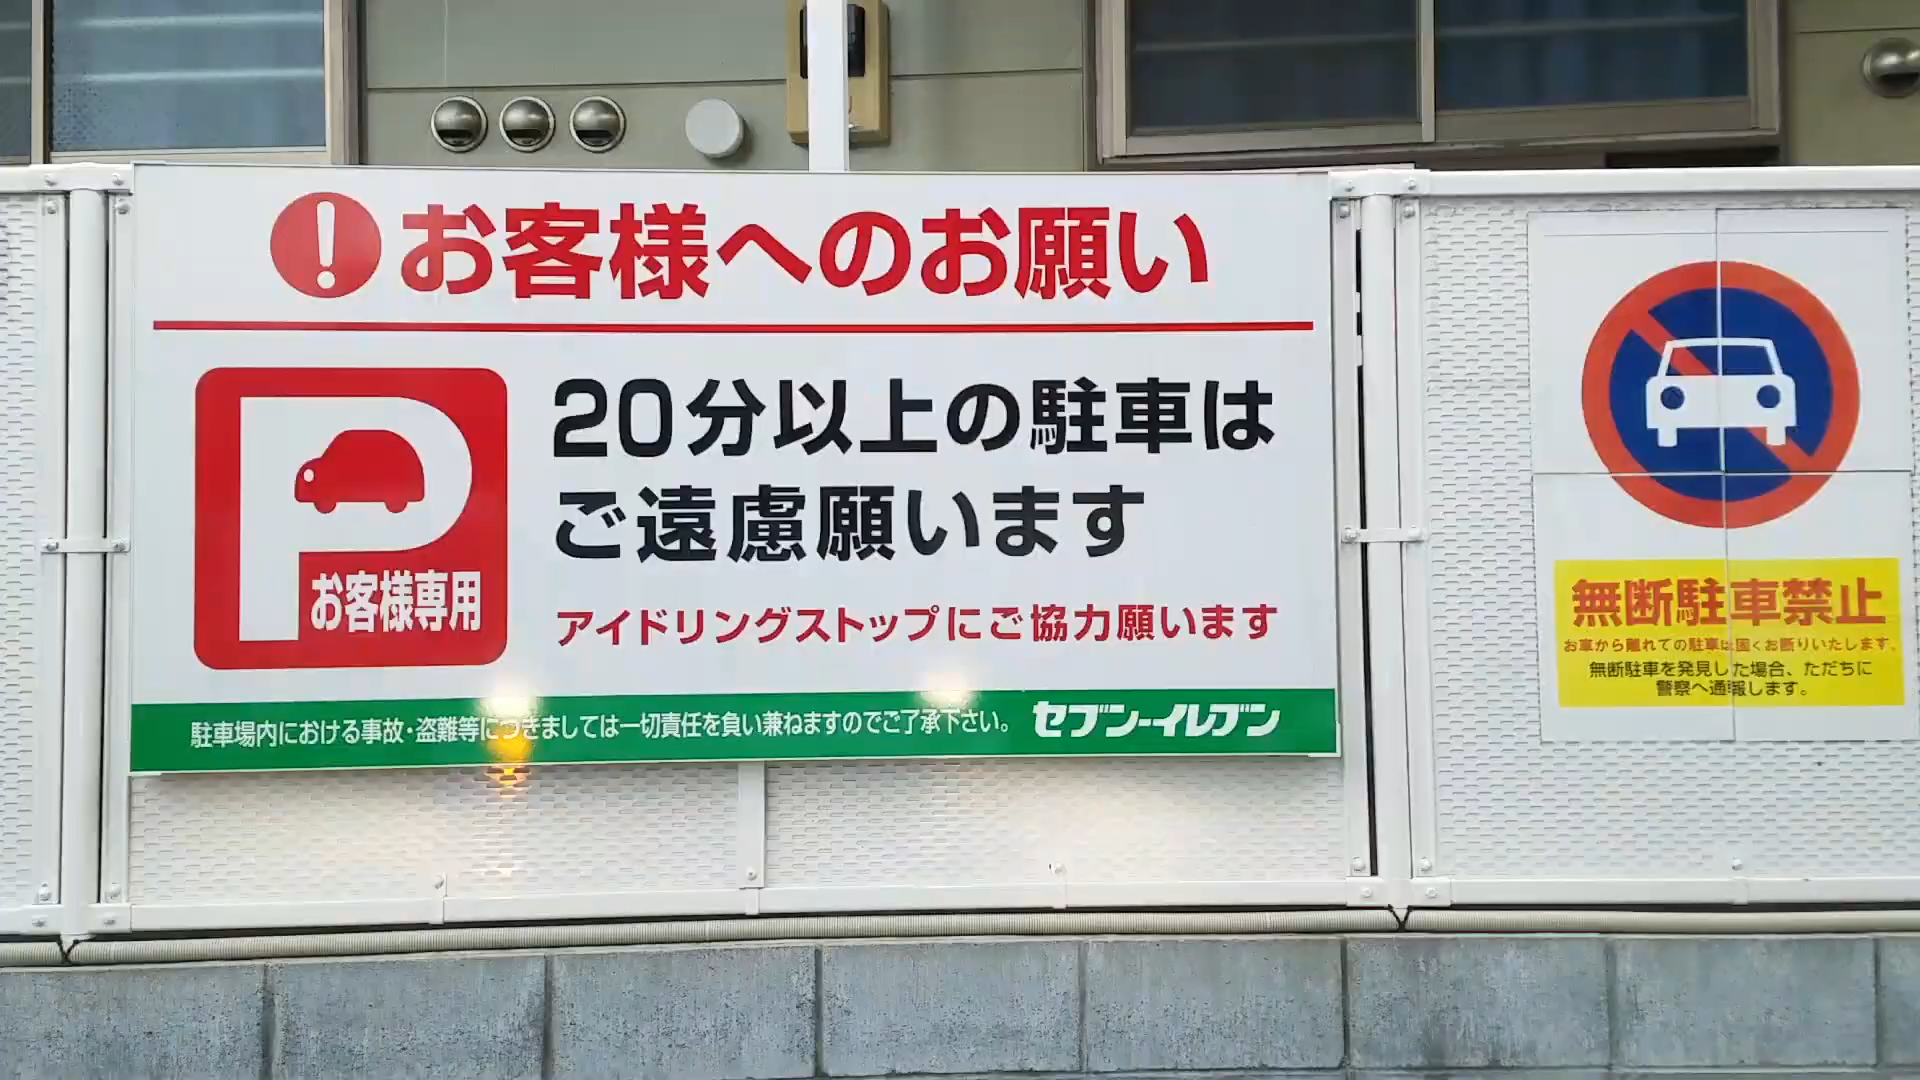 お客様へのお願い
20分以上の駐車は
ご遠慮願います
お客様専用
アイドリングストップにご協力願います
駐車場内における事故・盗難等につきましては一切責任を負い兼ねますのでご了承下さい。
セブン-イレブン
無断駐車禁止
お車から離れての駐車は固くお断りいたします。
無断駐車を発見した場合、ただちに
警察へ通報します。